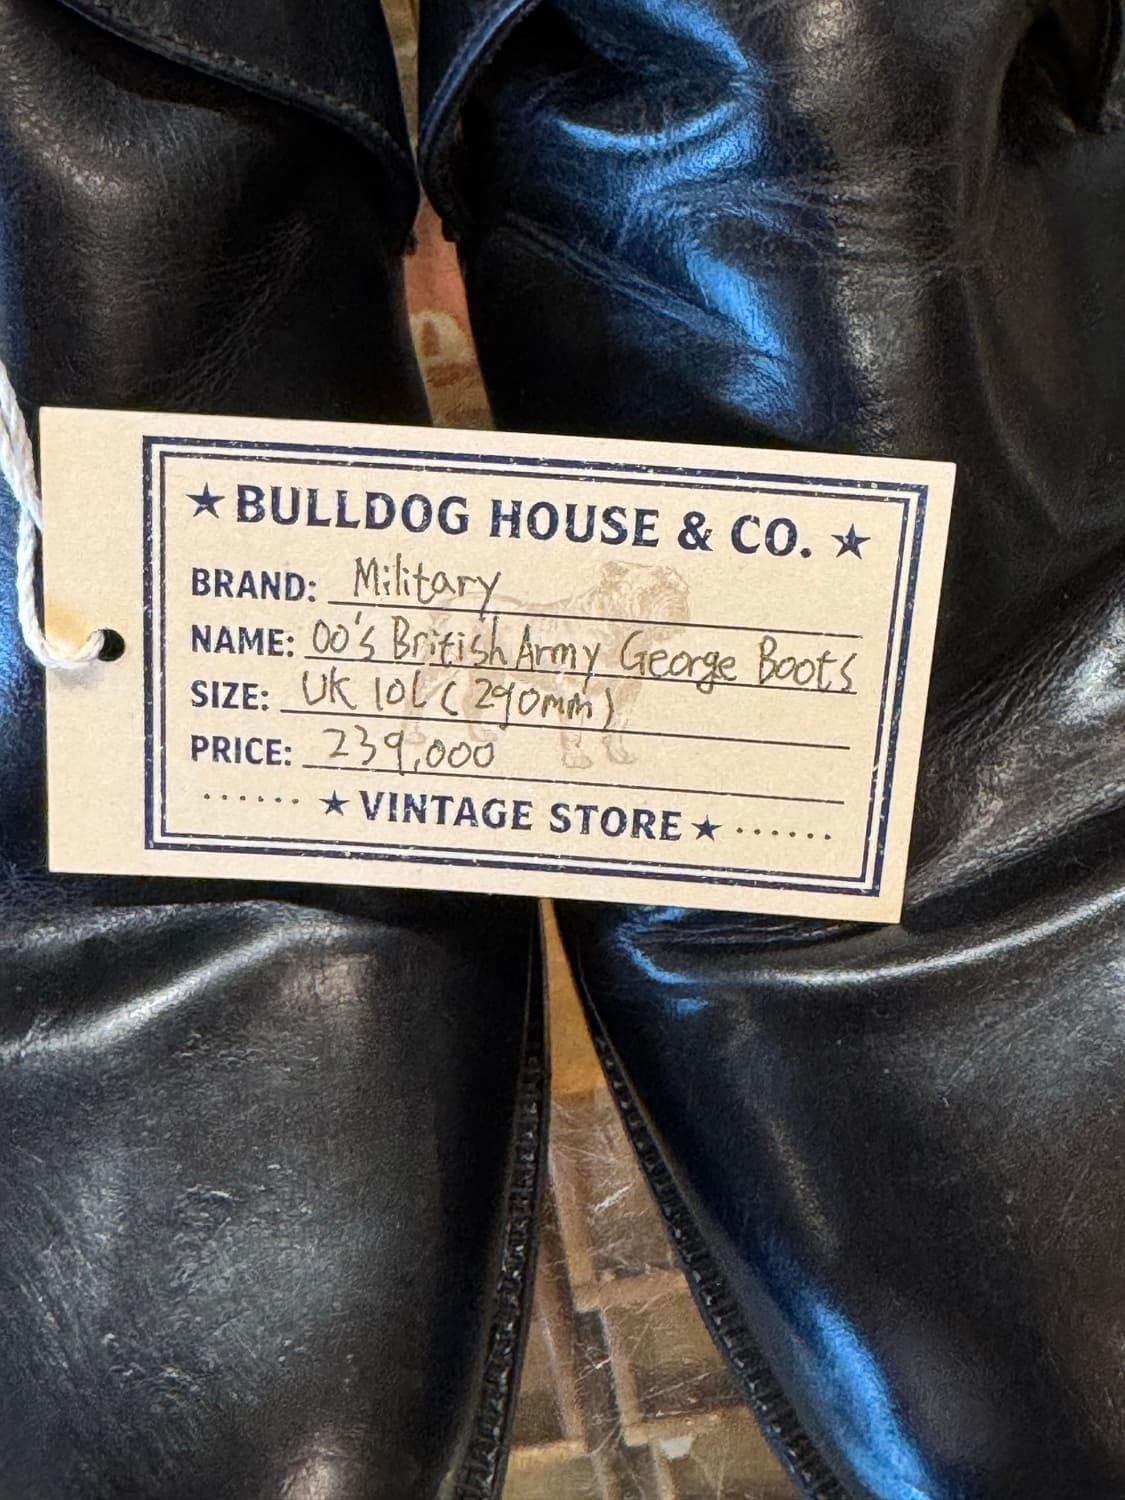 ★ BULLDOG HOUSE & CO. ★
BRAND: Military
NAME: 00's British Army George Boots
SIZE: UK 10L (290mm)
PRICE: 239,000
······ ★ VINTAGE STORE ★ ······